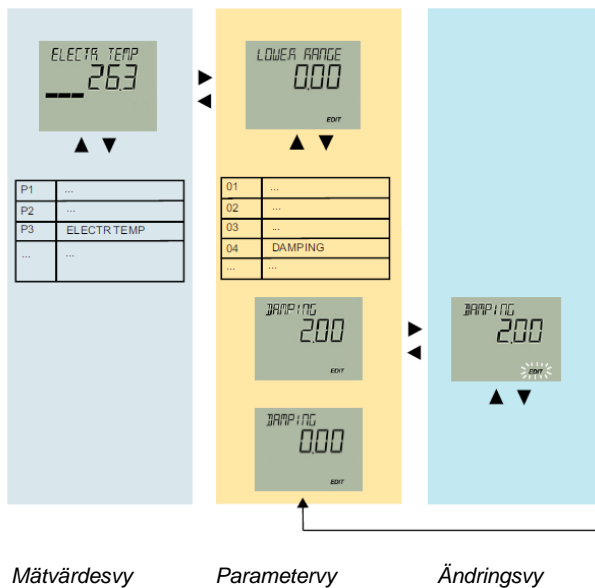 ELECTR TEMP
26.3
P1 ...
P2 ...
P3 ELECTR TEMP
... ...
LOWER RANGE
0.00
EDIT
01 ...
02 ...
03 ...
04 DAMPING
... ...
DAMPING
2.00
EDIT
DAMPING
0.00
EDIT
DAMPING
2.00
EDIT
Mätvärdesvy
Parametervy
Ändringsvy